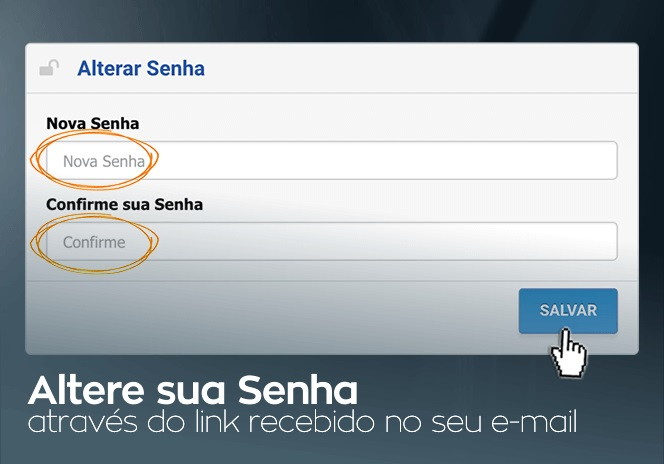 Alterar Senha
Nova Senha
Nova Senha
Confirme sua Senha
Confirme
SALVAR
Altere sua Senha
através do link recebido no seu e-mail